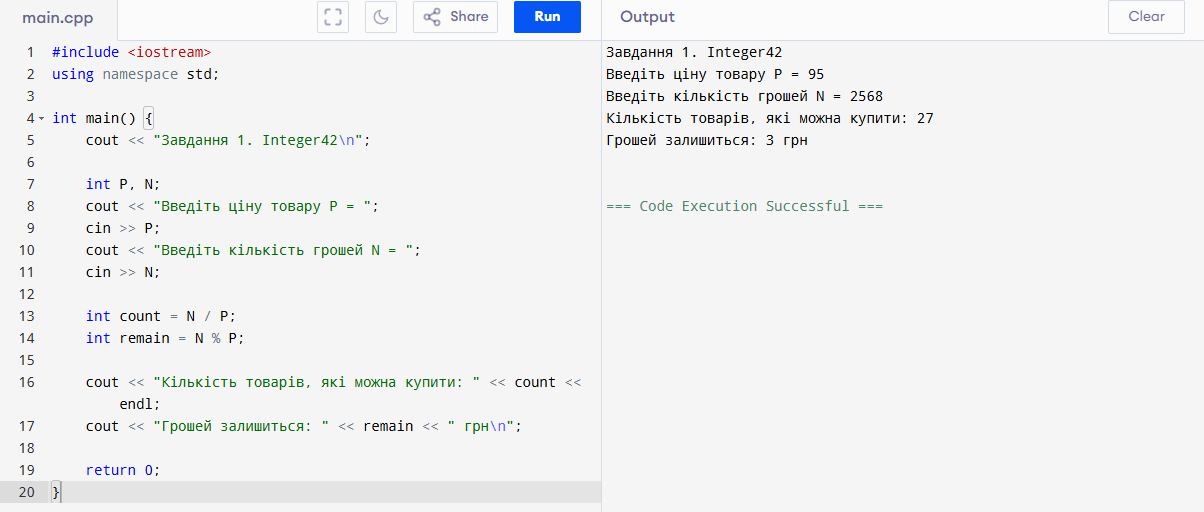 main.cpp
Share
Run
Output
Clear
1 #include <iostream>
2 using namespace std;
3
4 int main() {
5 cout << "Завдання 1. Integer42\n";
6
7 int P, N;
8 cout << "Введіть ціну товару P = ";
9 cin >> P;
10 cout << "Введіть кількість грошей N = ";
11 cin >> N;
12
13 int count = N / P;
14 int remain = N % P;
15
16 cout << "Кількість товарів, які можна купити: " << count <<
endl;
17 cout << "Грошей залишиться: " << remain << " грн\n";
18
19 return 0;
20 }
Завдання 1. Integer42
Введіть ціну товару P = 95
Введіть кількість грошей N = 2568
Кількість товарів, які можна купити: 27
Грошей залишиться: 3 грн
=== Code Execution Successful ===